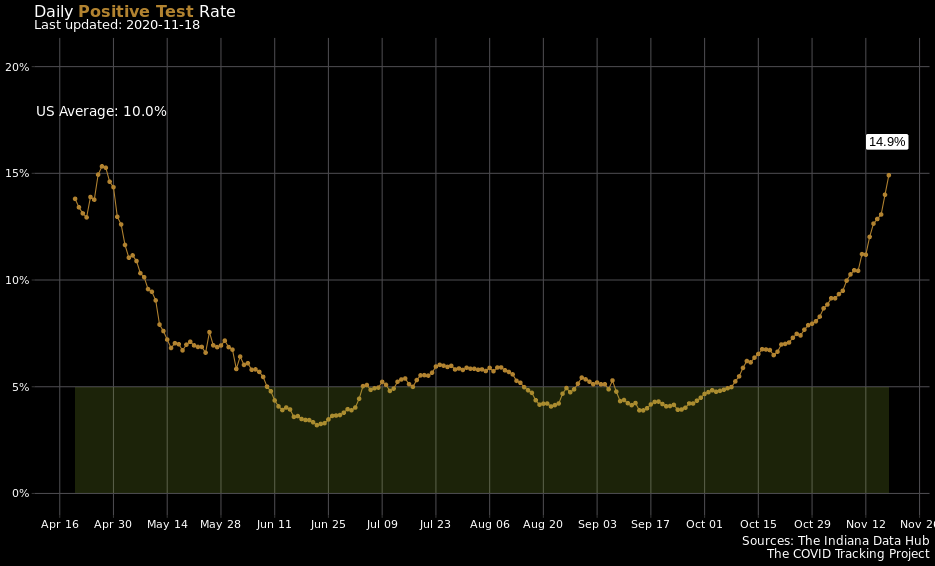 Daily Positive Test Rate
Last updated: 2020-11-18
20%
US Average: 10.0%
14.9%
15%
10%
5%
0%
Apr 16 Apr 30 May 14 May 28 Jun 11 Jun 25 Jul 09 Jul 23 Aug 06 Aug 20 Sep 03 Sep 17 Oct 01 Oct 15 Oct 29 Nov 12 Nov 2
Sources: The Indiana Data Hub
The COVID Tracking Project